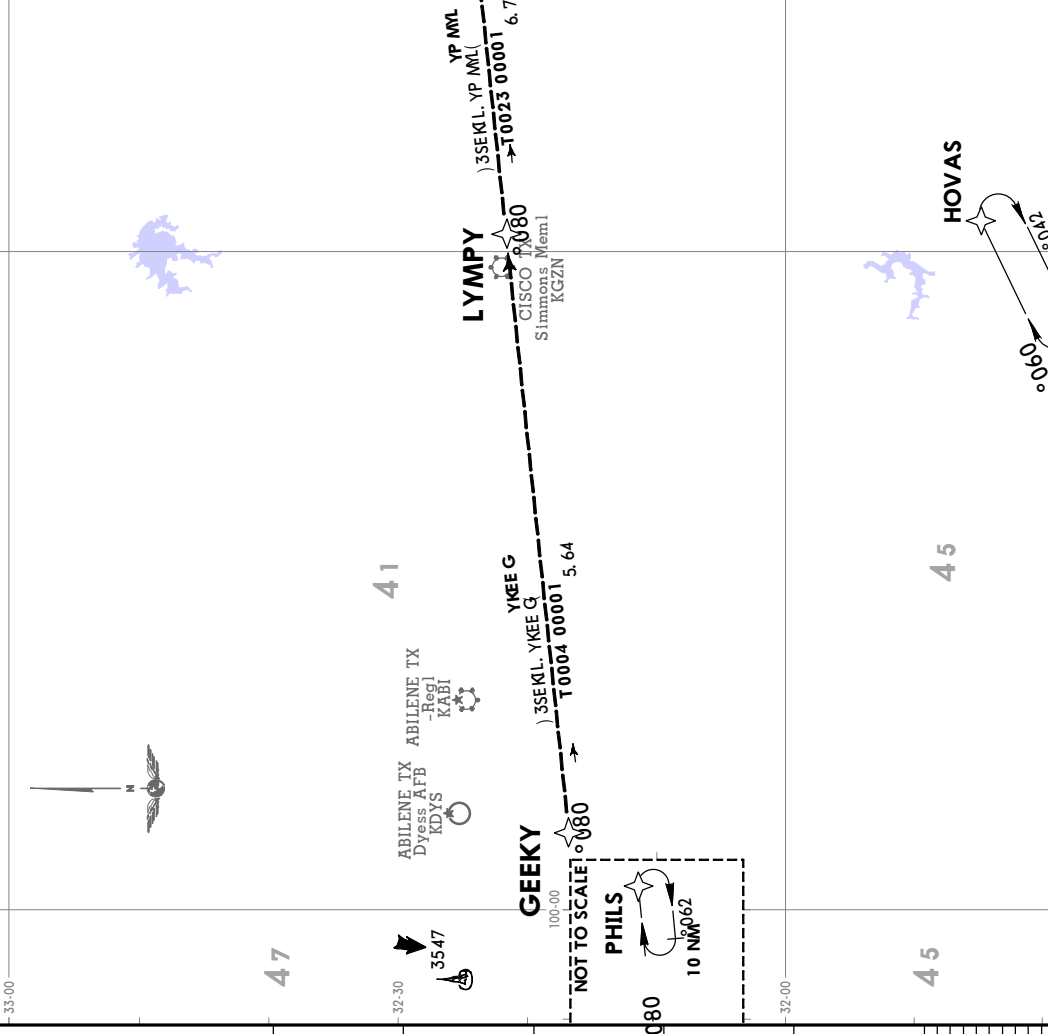 YP MYL
)3SEKIL. YP MYL(
T0023 00001
6.7
LYMPY
°080
CISCO TX
Simmons Meml
KGZN
HOVAS
°042
°060
YKEE G
)3SEKIL. YKEE G(
T0004 00001
5.64
41
45
ABILENE TX
-Regl
KABI
ABILENE TX
Dyess AFB
KDYS
N
GEEKY
°080
100-00
NOT TO SCALE
PHILS
°062
10 NM
080
3547
47
45
33-00
32-30
32-00